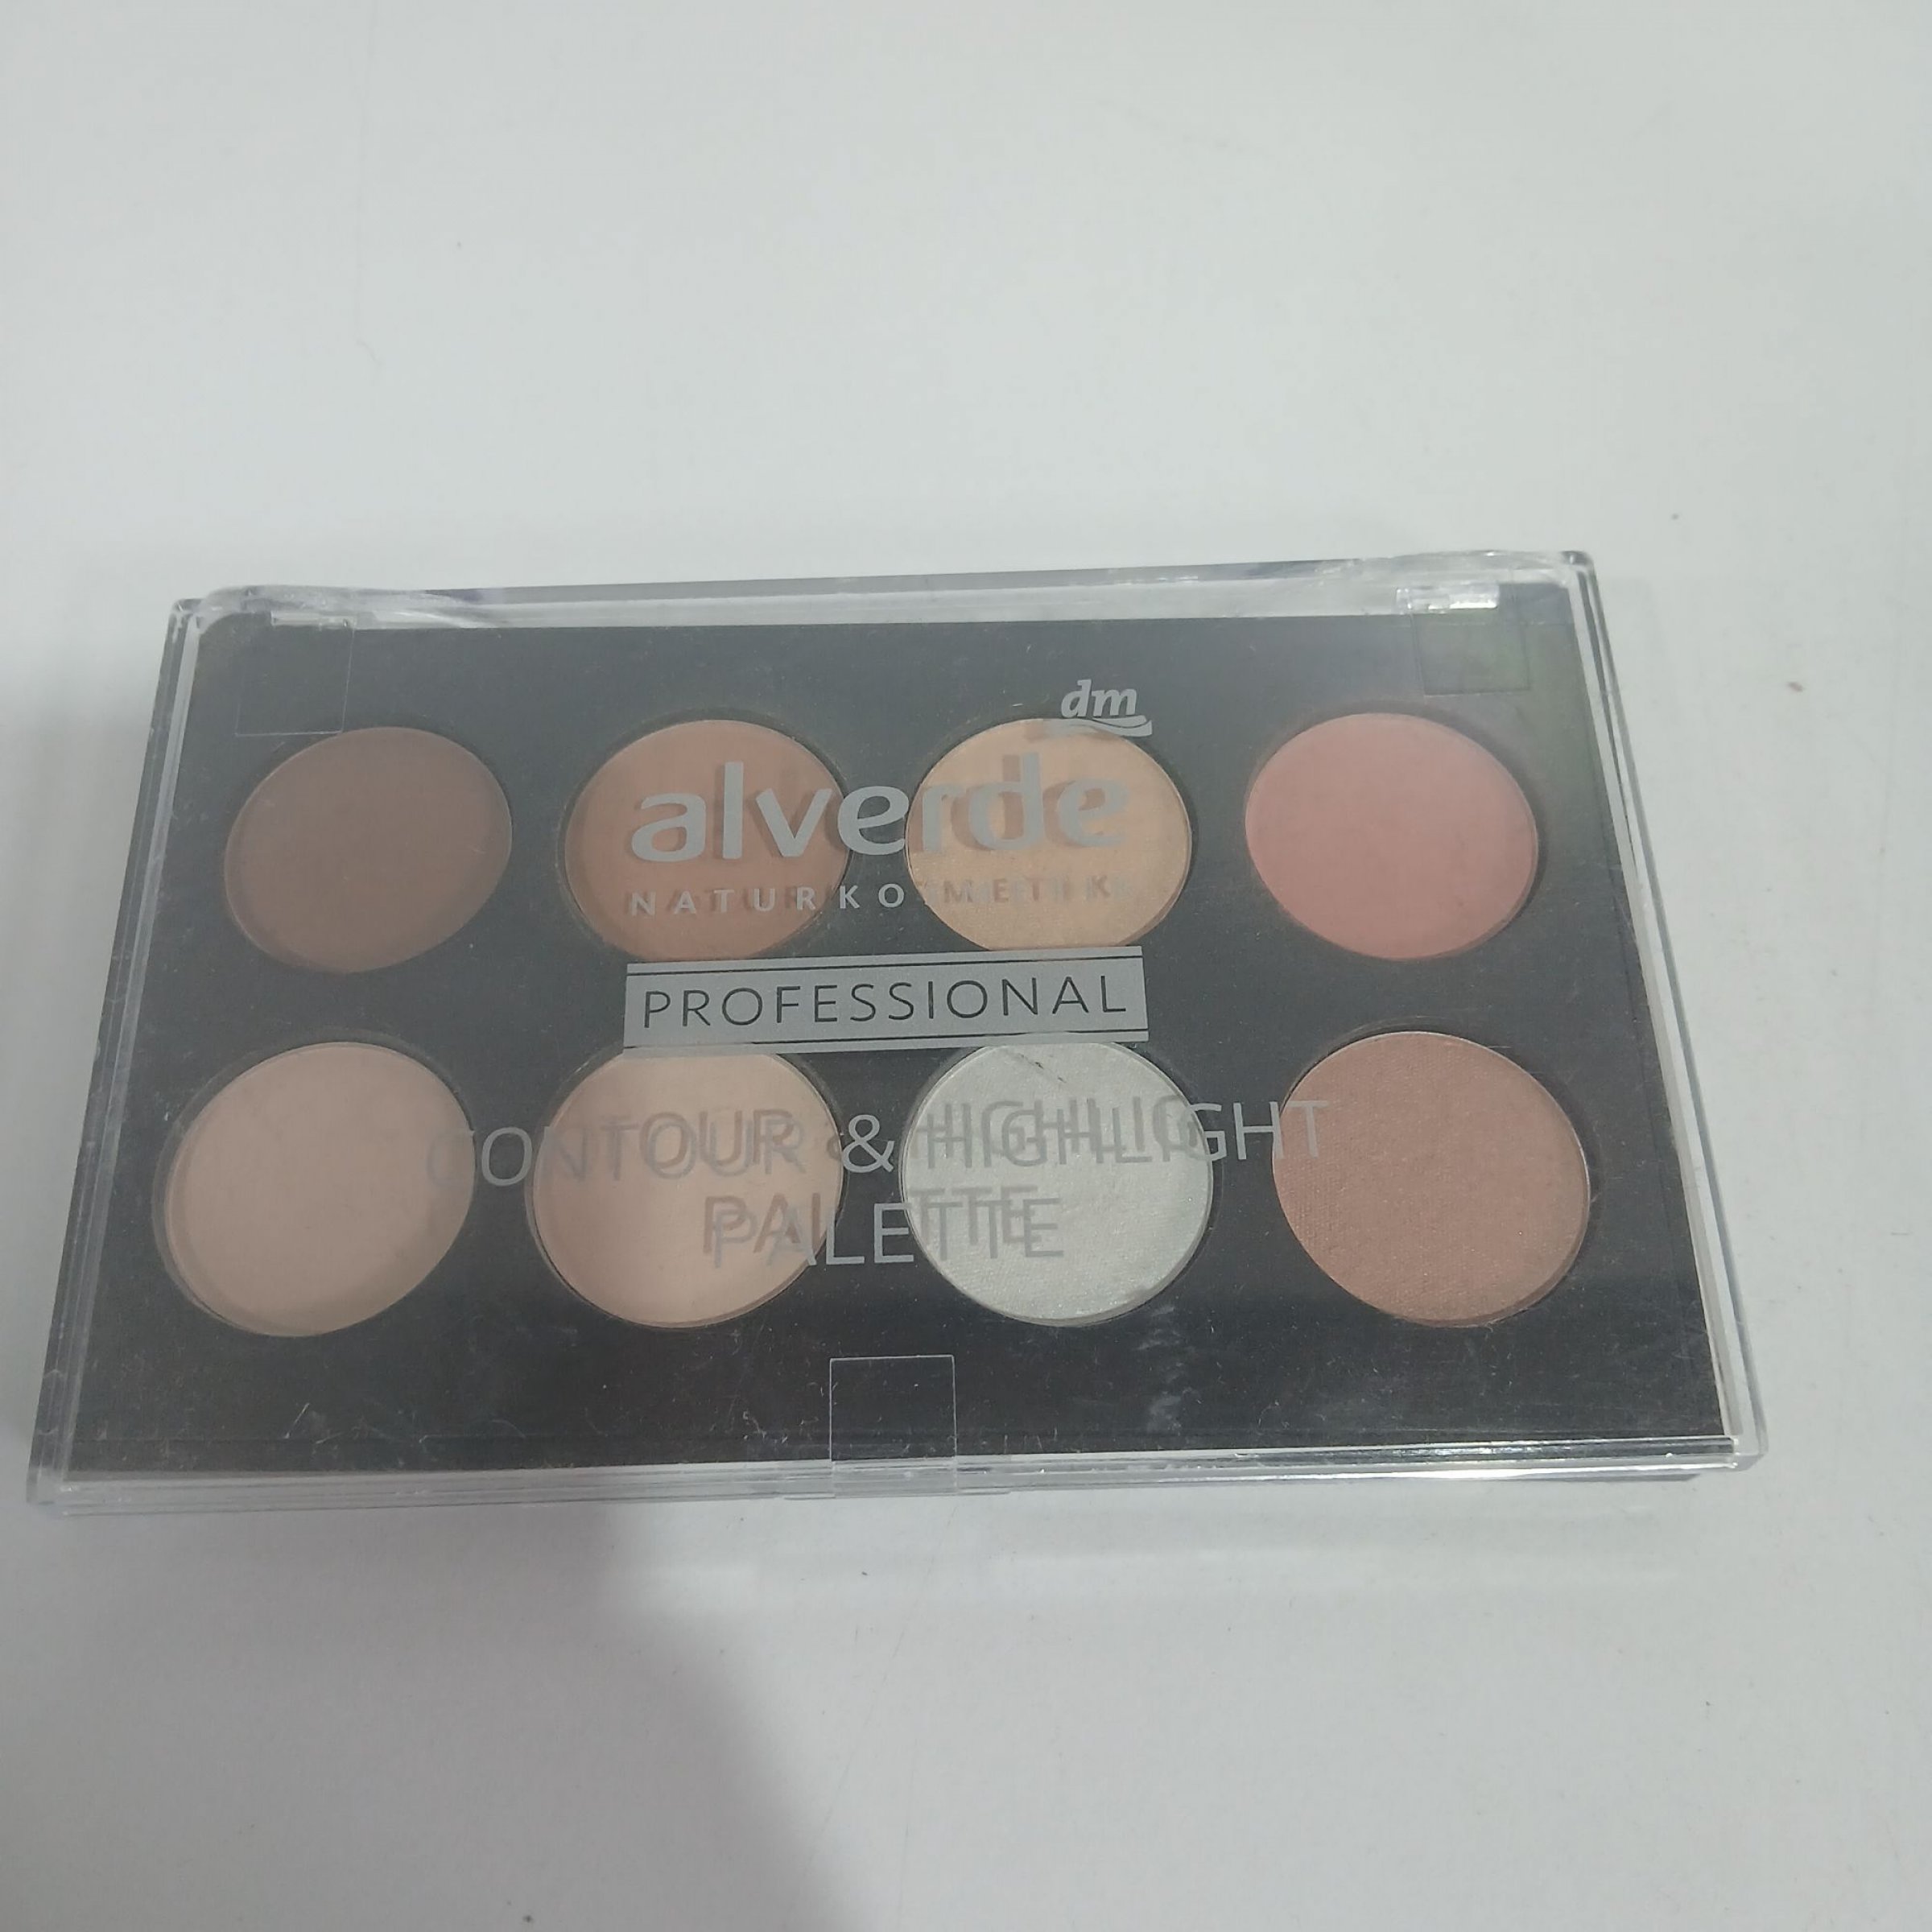 dm
alverde
NATURKOSMETIK
PROFESSIONAL
CONTOUR & HIGHLIGHT
PALETTE